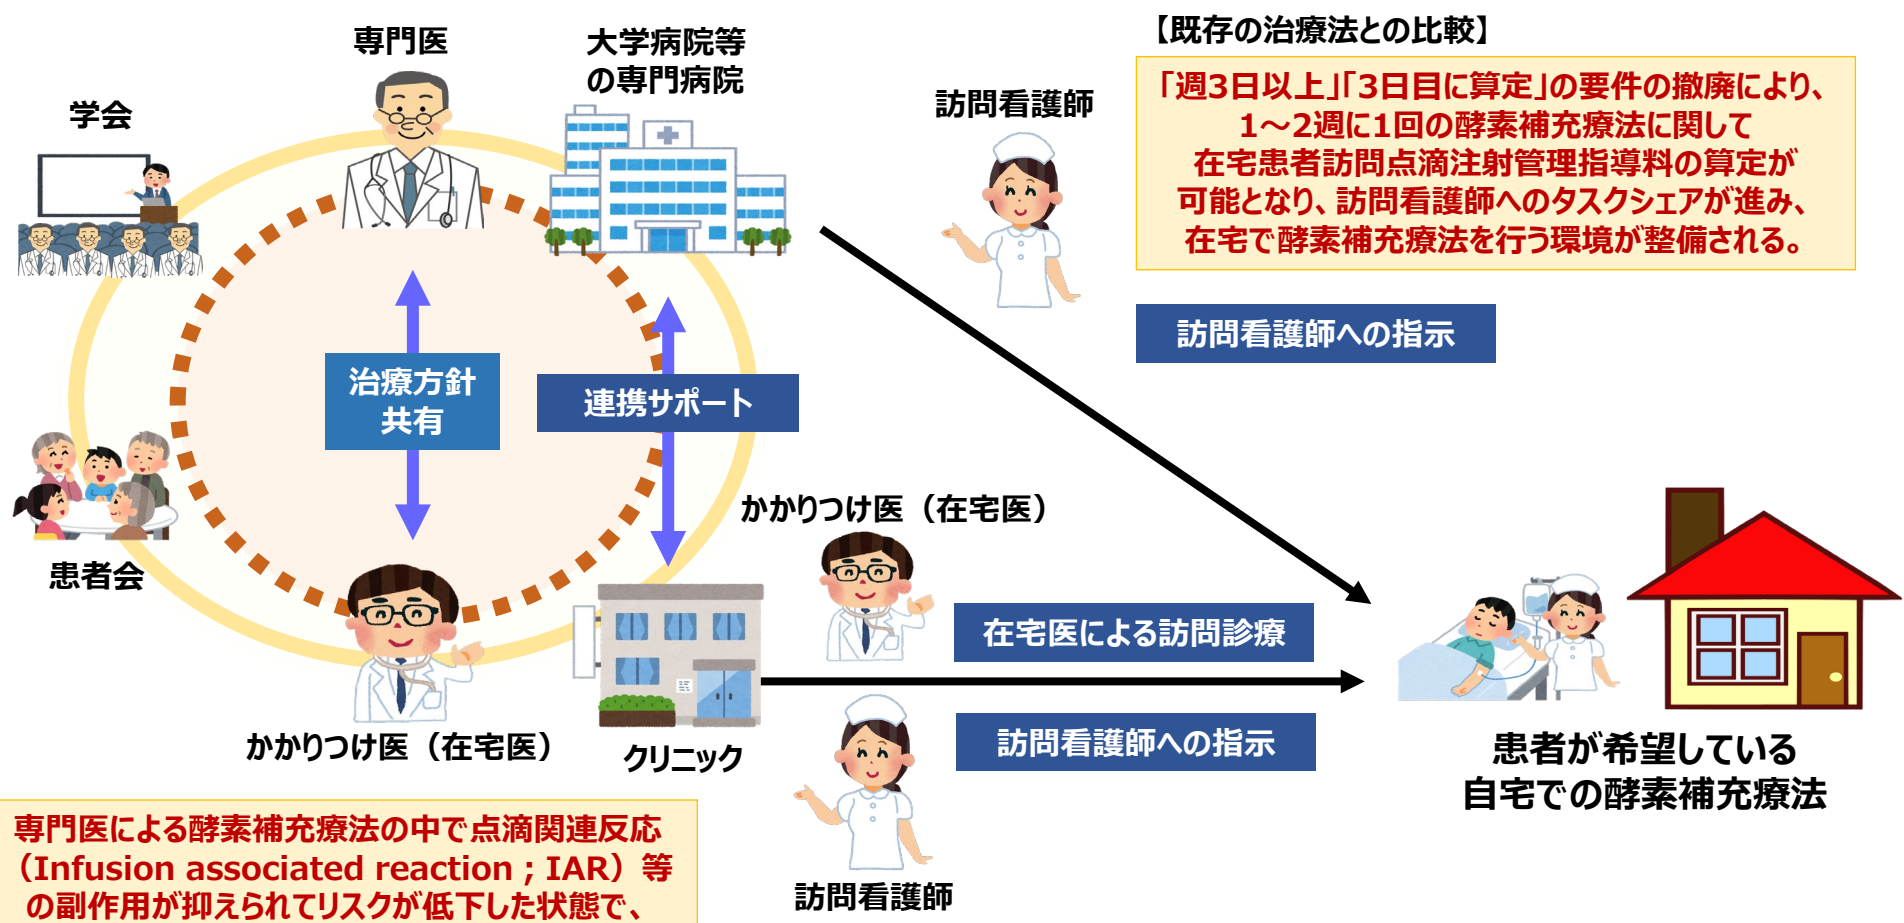 専門医
大学病院等
の専門病院
学会
訪問看護師
【既存の治療法との比較】
「週3日以上」「3日目に算定」の要件の撤廃により、
1～2週に1回の酵素補充療法に関して
在宅患者訪問点滴注射管理指導料の算定が
可能となり、訪問看護師へのタスクシェアが進み、
在宅で酵素補充療法を行う環境が整備される。
訪問看護師への指示
治療方針
共有
連携サポート
患者会
かかりつけ医（在宅医）
在宅医による訪問診療
訪問看護師への指示
かかりつけ医（在宅医）
クリニック
訪問看護師
患者が希望している
自宅での酵素補充療法
専門医による酵素補充療法の中で点滴関連反応
（Infusion associated reaction；IAR）等
の副作用が抑えられてリスクが低下した状態で、